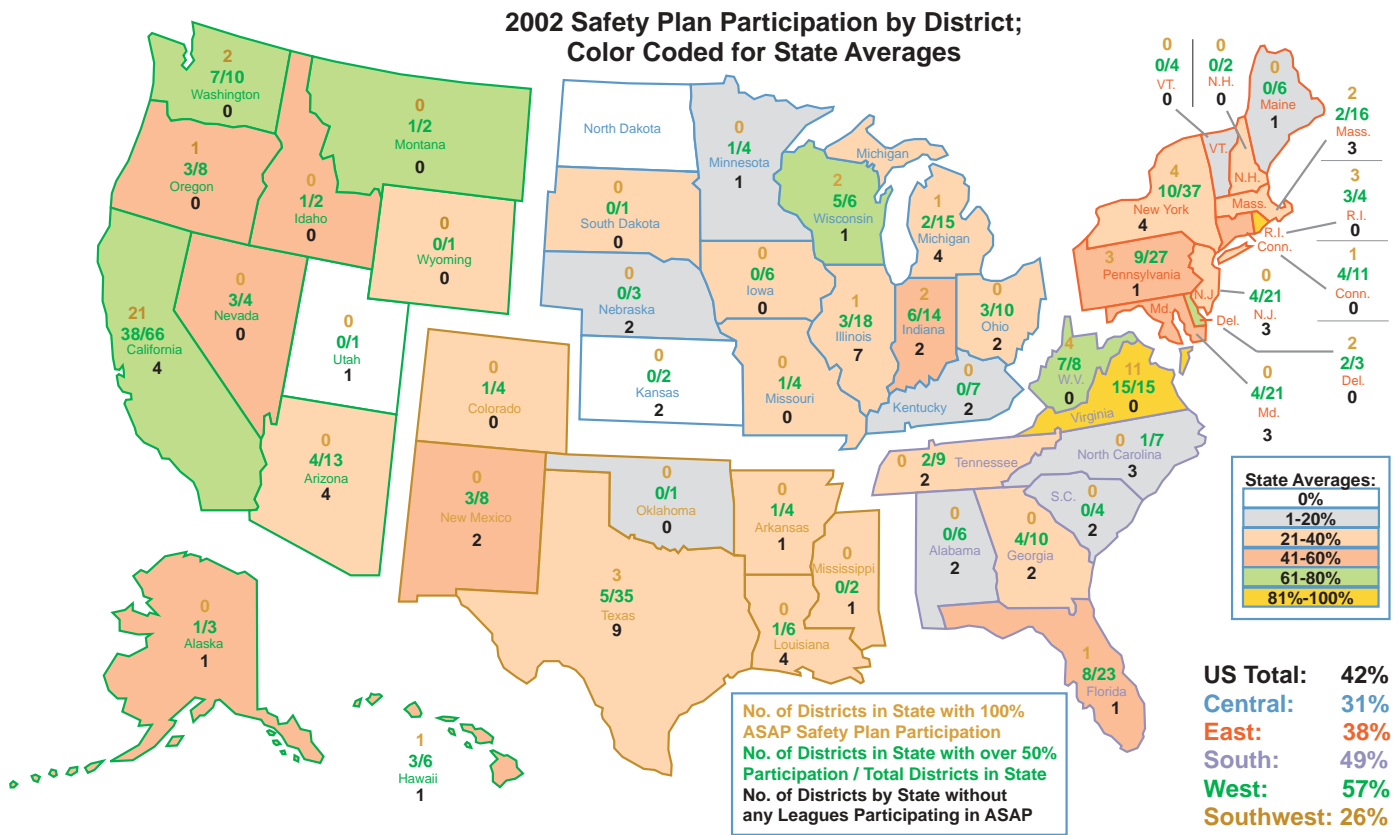 2002 Safety Plan Participation by District;
Color Coded for State Averages
2
7/10
Washington
0
0
1/2
Montana
0
1
3/8
Oregon
0
0
1/2
Idaho
0
0
0/1
Wyoming
0
21
38/66
California
4
0
3/4
Nevada
0
0
0/1
Utah
1
0
4/13
Arizona
4
0
1/4
Colorado
0
0
3/8
New Mexico
2
North Dakota
0
0/1
South Dakota
0
0
0/3
Nebraska
2
0
0/2
Kansas
2
0
1/4
Minnesota
1
0
0/6
Iowa
0
0
1/4
Missouri
0
2
5/6
Wisconsin
1
Michigan
1
2/15
Michigan
4
1
3/18
Illinois
7
2
6/14
Indiana
2
0
3/10
Ohio
2
0
0/7
Kentucky
2
0
0/1
Oklahoma
0
3
5/35
Texas
9
0
1/4
Arkansas
1
0
1/6
Louisiana
4
0
Mississippi
0/2
1
0 2/9 Tennessee
2
0
0/6
Alabama
2
0
4/10
Georgia
2
1
8/23
Florida
1
S.C.
0
0/4
2
0 1/7
North Carolina
3
4
7/8
W.V.
0
11
15/15
Virginia
0
4
10/37
New York
4
3 9/27
Pennsylvania
1
VT.
N.H.
Mass.
R.I.
Conn.
N.J.
Md.
Del.
0
0/4
VT.
0
0
0/2
N.H.
0
0
0/6
Maine
1
2
2/16
Mass.
3
3
3/4
R.I.
0
1
4/11
Conn.
0
0
4/21
N.J.
3
2
2/3
Del.
0
0
4/21
Md.
3
0
1/3
Alaska
1
1
3/6
Hawaii
1
State Averages:
0%
1-20%
21-40%
41-60%
61-80%
81%-100%
No. of Districts in State with 100%
ASAP Safety Plan Participation
No. of Districts in State with over 50%
Participation / Total Districts in State
No. of Districts by State without
any Leagues Participating in ASAP
US Total: 42%
Central: 31%
East: 38%
South: 49%
West: 57%
Southwest: 26%